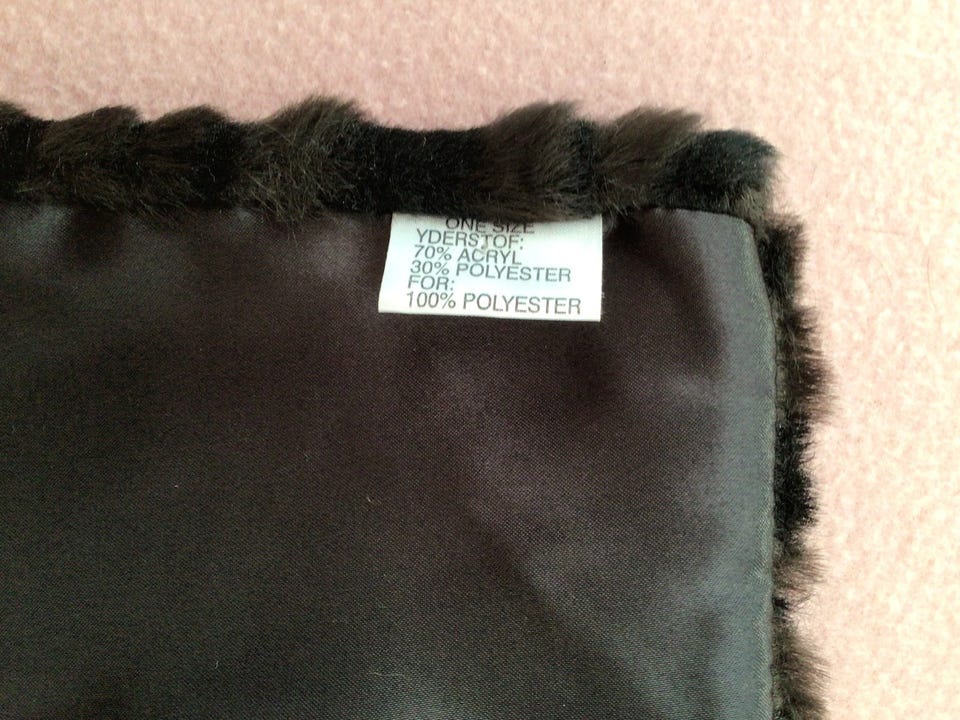 ONE SIZE
YDERSTOF:
70% ACRYL
30% POLYESTER
FOR:
100% POLYESTER